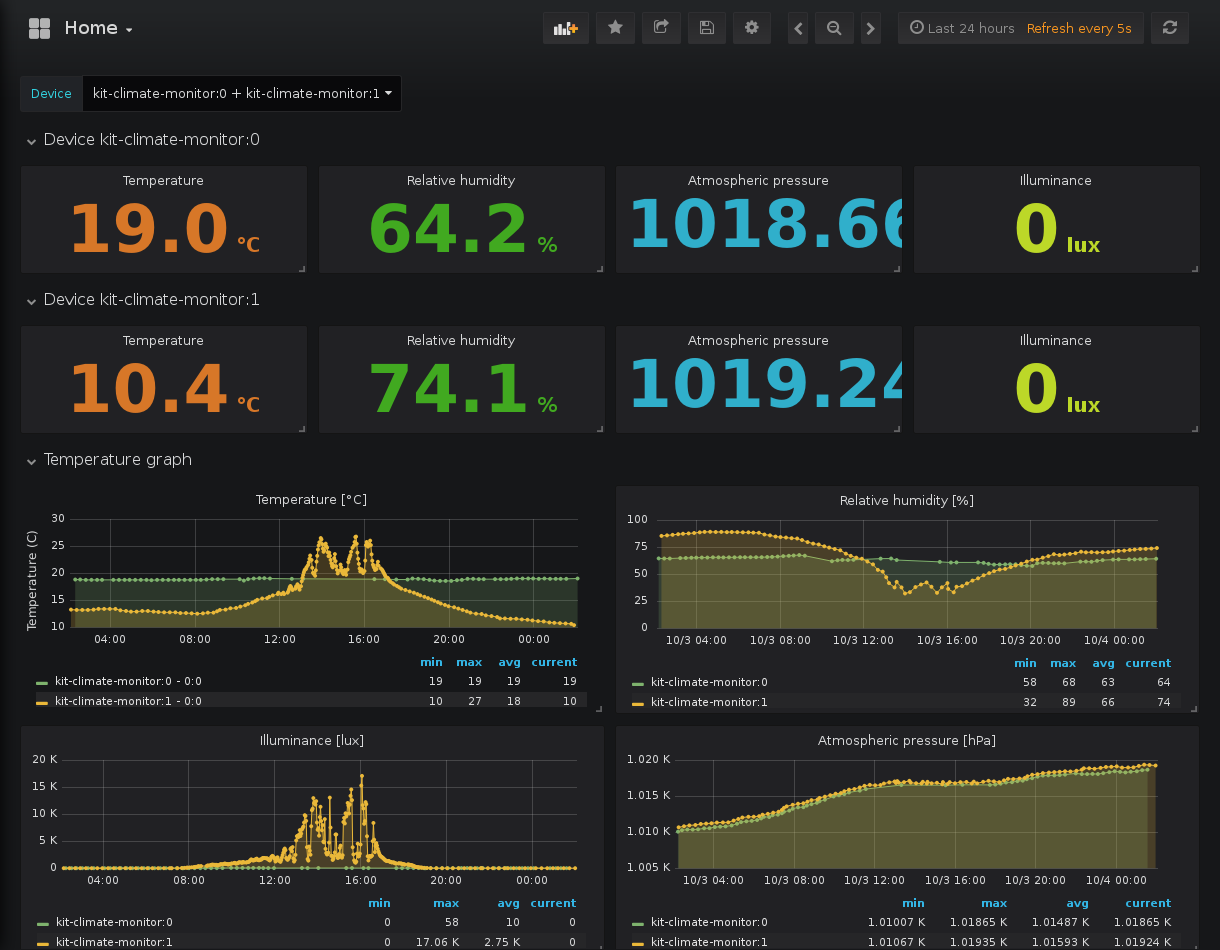 Home
Last 24 hours Refresh every 5s
Device kit-climate-monitor:0 + kit-climate-monitor:1
Device kit-climate-monitor:0
Temperature Relative humidity Atmospheric pressure Illuminance
19.0 °C 64.2 % 1018.66 0 lux
Device kit-climate-monitor:1
Temperature Relative humidity Atmospheric pressure Illuminance
10.4 °C 74.1 % 1019.24 0 lux
Temperature graph
Temperature [°C]
Temperature (C)
30
25
20
15
10
04:00 08:00 12:00 16:00 20:00 00:00
min max avg current
kit-climate-monitor:0 - 0:0 19 19 19 19
kit-climate-monitor:1 - 0:0 10 27 18 10
Relative humidity [%]
100
75
50
25
0
10/3 04:00 10/3 08:00 10/3 12:00 10/3 16:00 10/3 20:00 10/4 00:00
min max avg current
kit-climate-monitor:0 58 68 63 64
kit-climate-monitor:1 32 89 66 74
Illuminance [lux]
20 K
15 K
10 K
5 K
0
04:00 08:00 12:00 16:00 20:00 00:00
min max avg current
kit-climate-monitor:0 0 58 10 0
kit-climate-monitor:1 0 17.06 K 2.75 K 0
Atmospheric pressure [hPa]
1.020 K
1.015 K
1.010 K
1.005 K
10/3 04:00 10/3 08:00 10/3 12:00 10/3 16:00 10/3 20:00 10/4 00:00
min max avg current
kit-climate-monitor:0 1.01007 K 1.01865 K 1.01487 K 1.01865 K
kit-climate-monitor:1 1.01067 K 1.01935 K 1.01593 K 1.01924 K